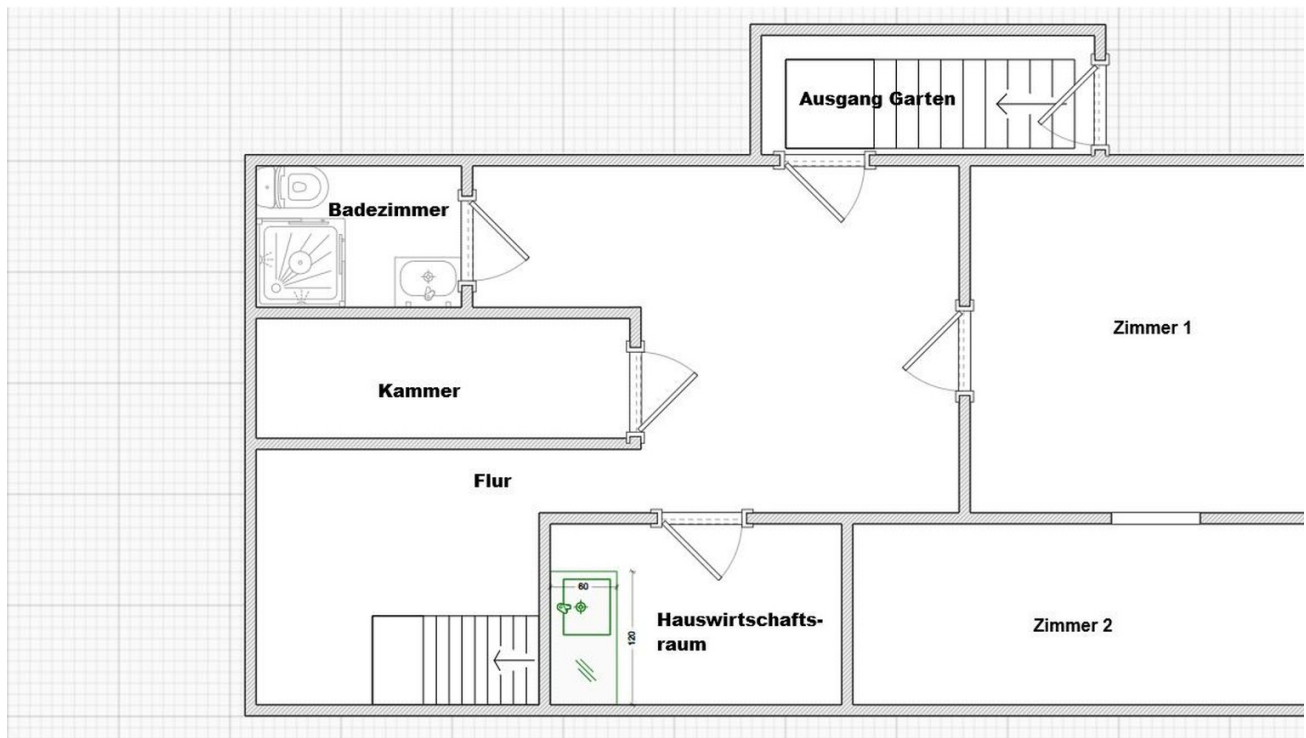 Ausgang Garten
Badezimmer
Zimmer 1
Kammer
Flur
60
120
Hauswirtschafts-
raum
Zimmer 2